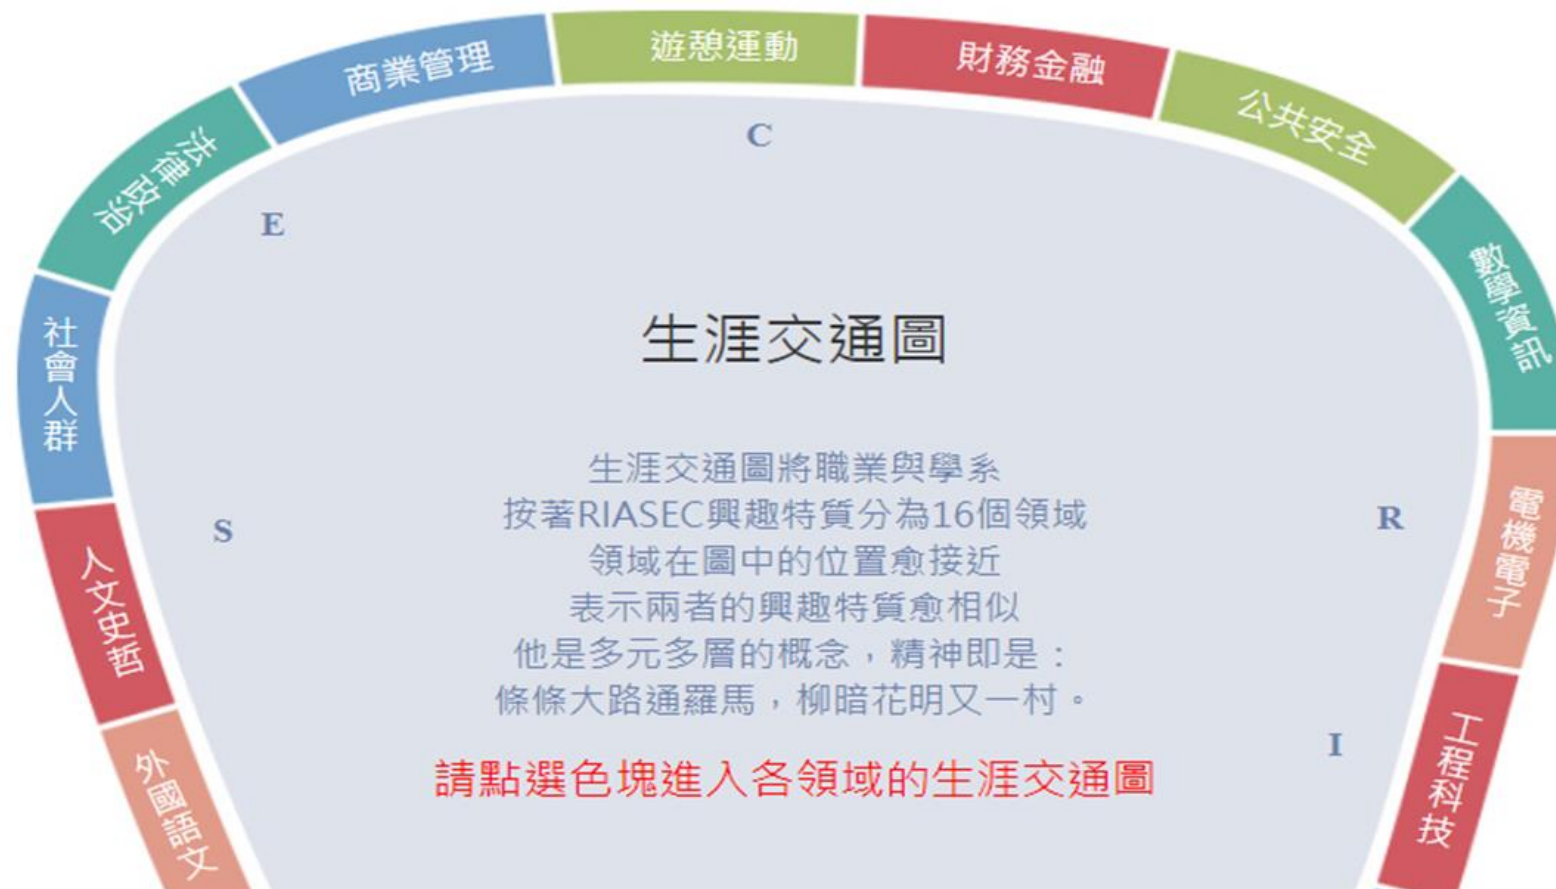 商業管理
遊憩運動
財務金融
公共安全
法律政治
數學資訊
社會人群
電機電子
人文史哲
工程科技
外國語文
C
E
S
R
I
生涯交通圖
生涯交通圖將職業與學系
按著RIASEC興趣特質分為16個領域
領域在圖中的位置愈接近
表示兩者的興趣特質愈相似
他是多元多層的概念，精神即是：
條條大路通羅馬，柳暗花明又一村。
請點選色塊進入各領域的生涯交通圖